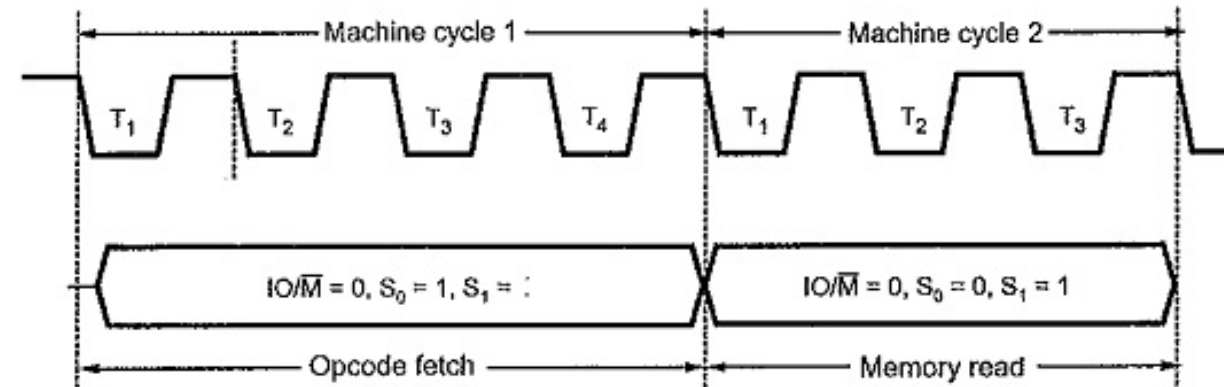 Machine cycle 1 Machine cycle 2
T₁ T₂ T₃ T₄ T₁ T₂ T₃
IO/M̅ = 0, S₀ = 1, S₁ = : IO/M̅ = 0, S₀ = 0, S₁ = 1
Opcode fetch Memory read